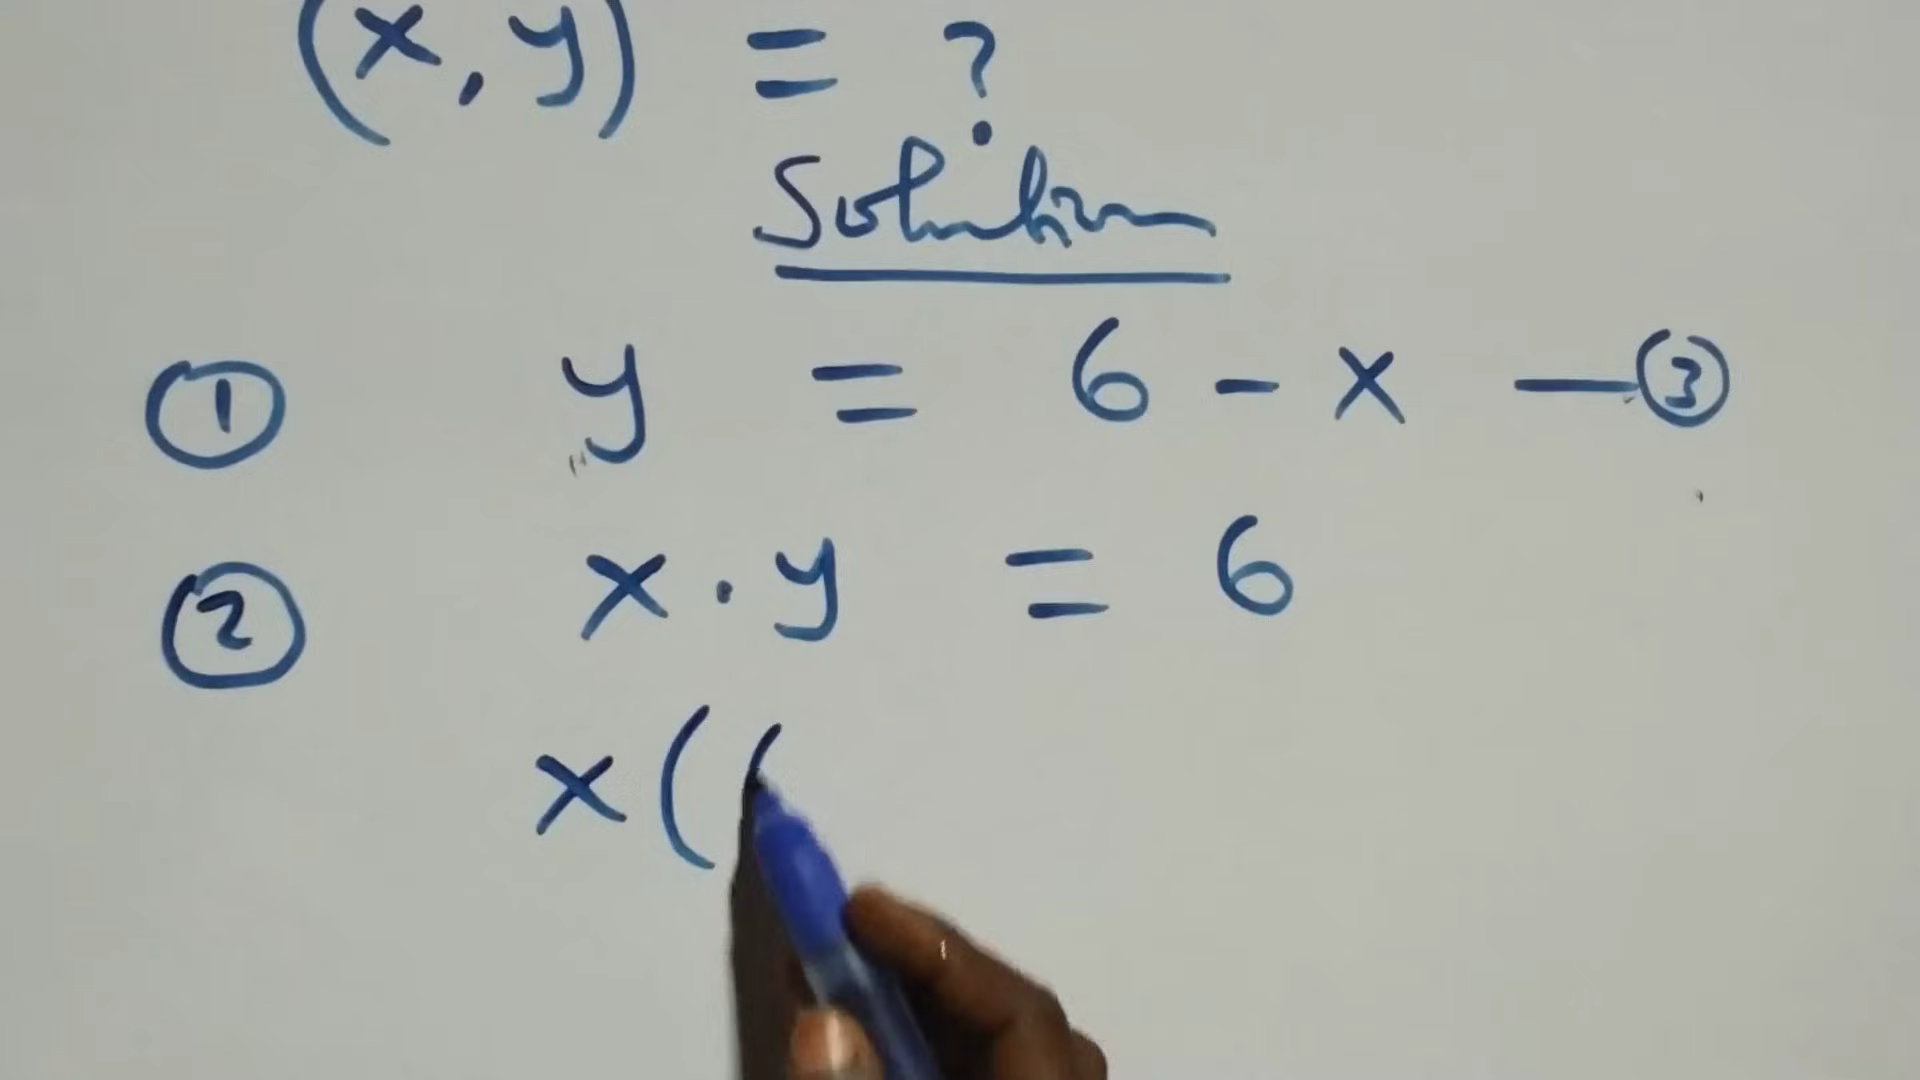 (x, y) = ?
Solution
① y = 6 - x — ③
② x · y = 6
x (